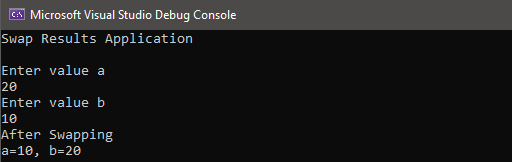 Microsoft Visual Studio Debug Console
Swap Results Application
Enter value a
20
Enter value b
10
After Swapping
a=10, b=20